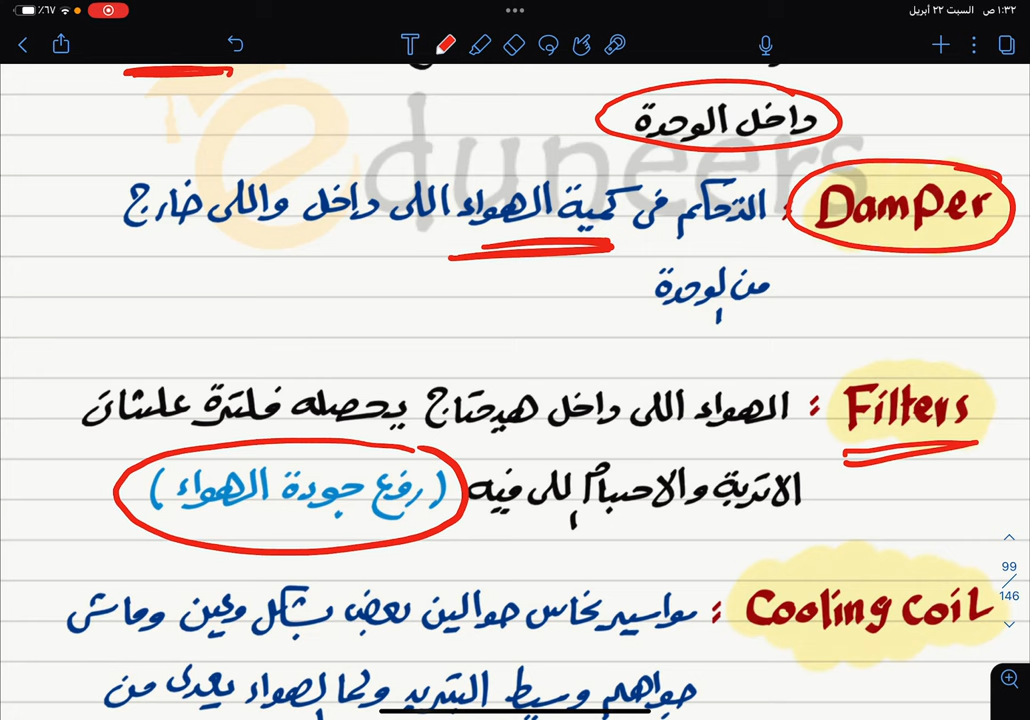 ١:٣٢ ص السبت ٢٢ أبريل
٪٦٧
eduneers
داخل الوحدة
Damper : التحكم فى كمية الهواء اللى داخل واللى خارج
من الوحدة
Filters : الهواء اللى داخل هيحتاج يحصله فلترة علشان
الاتربة والاحسام اللى فيه (رفع جودة الهواء)
Cooling coil : مواسير نحاس حوالين بعض بشكل معين وماشى
جواهم وسيط التبريد ولما الهواء يعدى من
99
146